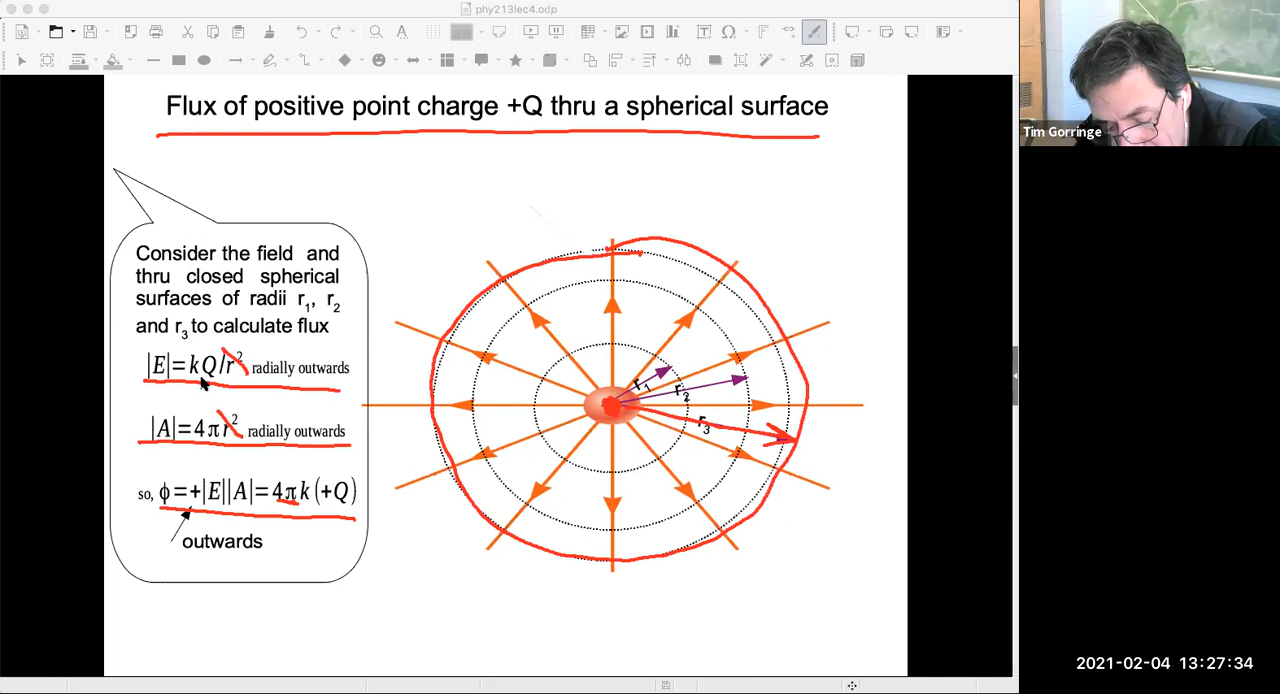 phy213lec4.odp
Flux of positive point charge +Q thru a spherical surface
Tim Gorringe
Consider the field and
thru closed spherical
surfaces of radii r₁, r₂
and r₃ to calculate flux
|E|=kQ/r² radially outwards
|A|=4πr² radially outwards
so, ϕ=+|E||A|=4πk(+Q)
outwards
r₁
r₂
r₃
2021-02-04 13:27:34